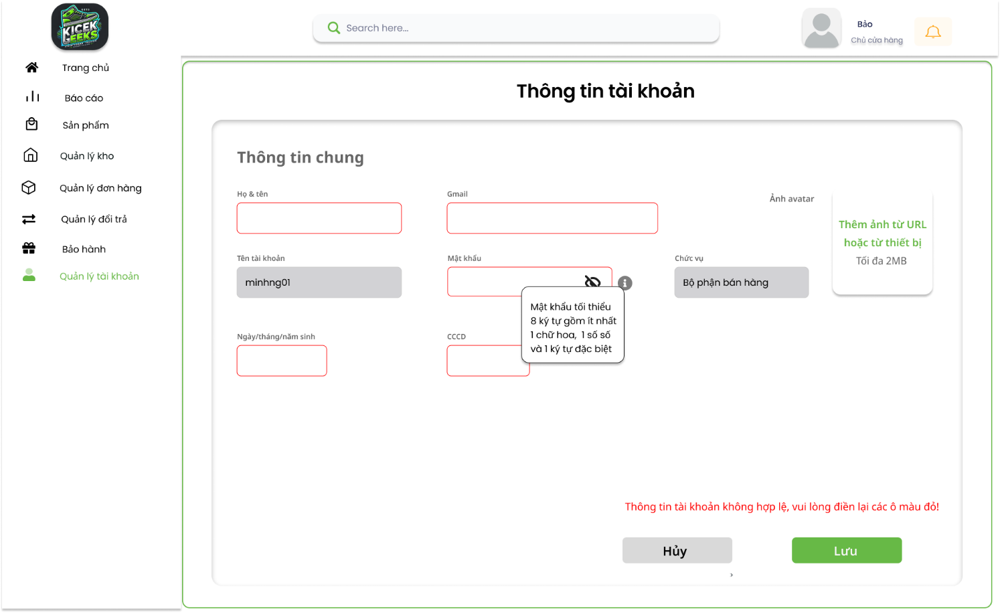 KICEK
GEEKS
Search here...
Bảo
Chủ cửa hàng
Trang chủ
Báo cáo
Sản phẩm
Quản lý kho
Quản lý đơn hàng
Quản lý đổi trả
Bảo hành
Quản lý tài khoản
Thông tin tài khoản
Thông tin chung
Họ & tên
Gmail
Ảnh avatar
Thêm ảnh từ URL
hoặc từ thiết bị
Tối đa 2MB
Tên tài khoản
Mật khẩu
Chức vụ
minhng01
Bộ phận bán hàng
Mật khẩu tối thiểu
8 ký tự gồm ít nhất
1 chữ hoa,  1 số số
và 1 ký tự đặc biệt
Ngày/tháng/năm sinh
CCCD
Thông tin tài khoản không hợp lệ, vui lòng điền lại các ô màu đỏ!
Hủy
Lưu